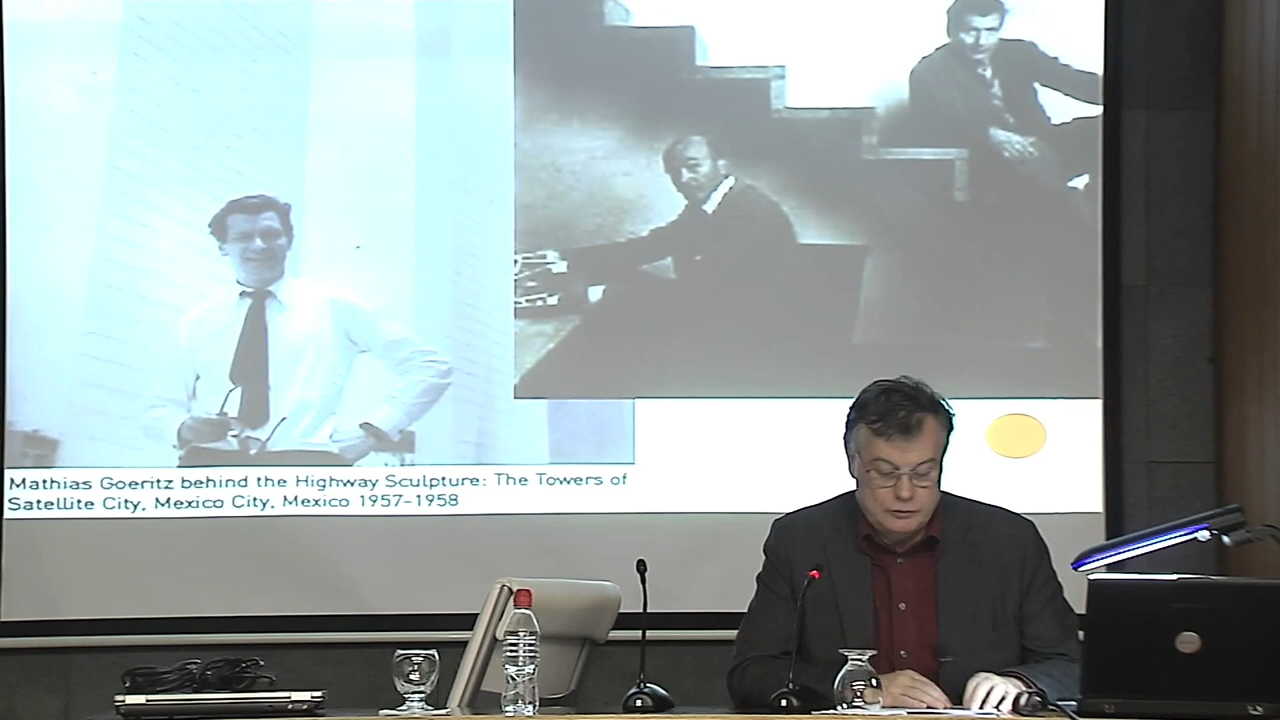 Mathias Goeritz behind the Highway Sculpture: The Towers of
Satellite City, Mexico City, Mexico 1957-1958